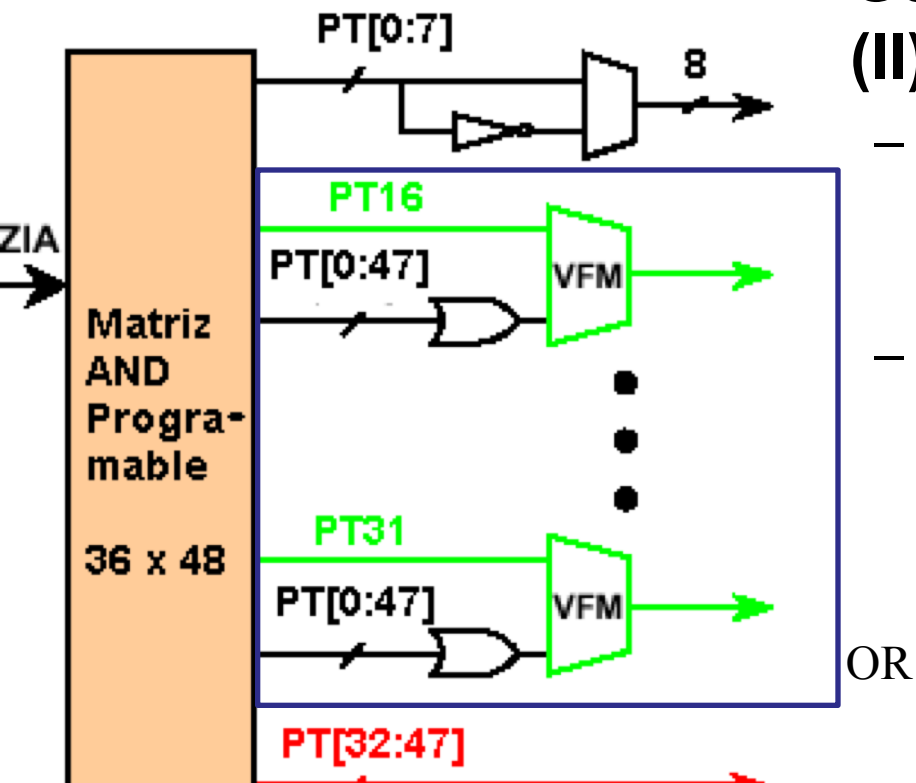 PT[0:7]
8
(II)
PT16
ZIA
PT[0:47]
VFM
Matriz
AND
Progra-
mable
36 x 48
PT31
PT[0:47]
VFM
OR
PT[32:47]